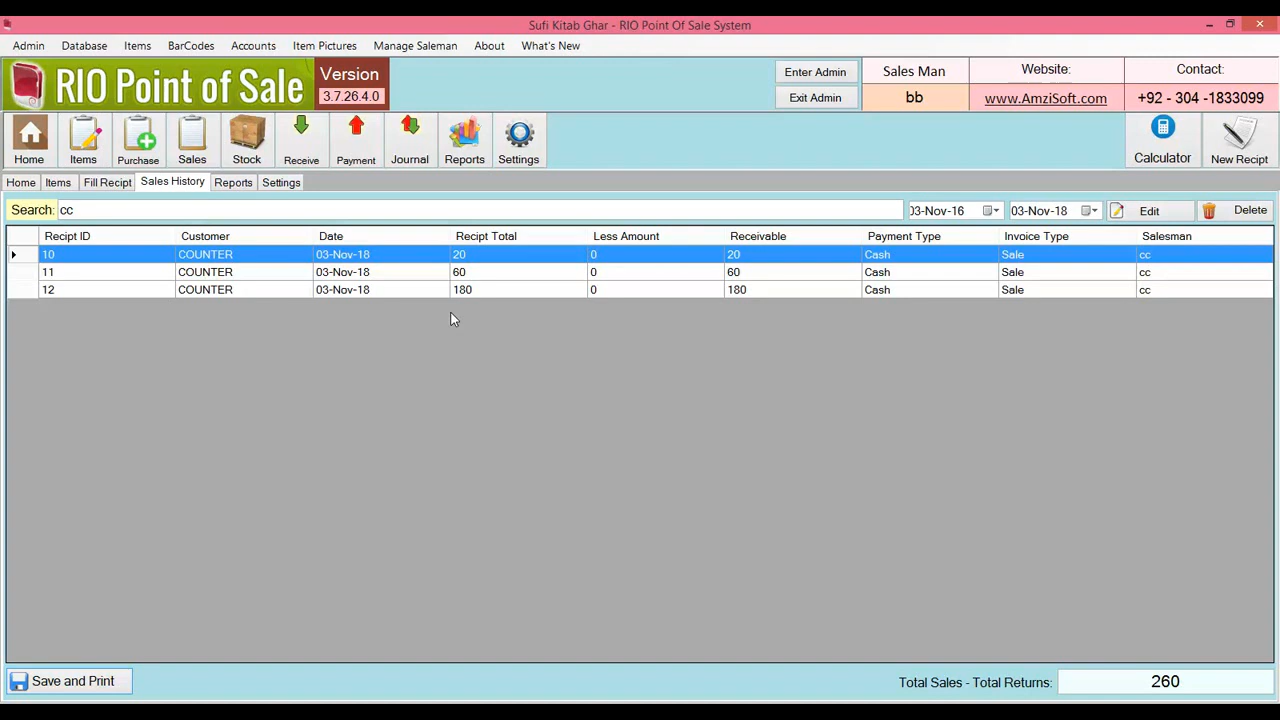 Sufi Kitab Ghar - RIO Point Of Sale System
Admin Database Items BarCodes Accounts Item Pictures Manage Saleman About What's New
RIO Point of Sale
Version
3.7.26.4.0
Enter Admin
Exit Admin
Sales Man
bb
Website:
www.AmziSoft.com
Contact:
+92 - 304 -1833099
Home Items Purchase Sales Stock Receive Payment Journal Reports Settings Calculator New Recipt
Home Items Fill Recipt Sales History Reports Settings
Search: cc 03-Nov-16 03-Nov-18 Edit Delete
Recipt ID Customer Date Recipt Total Less Amount Receivable Payment Type Invoice Type Salesman
10 COUNTER 03-Nov-18 20 0 20 Cash Sale cc
11 COUNTER 03-Nov-18 60 0 60 Cash Sale cc
12 COUNTER 03-Nov-18 180 0 180 Cash Sale cc
Save and Print Total Sales - Total Returns: 260